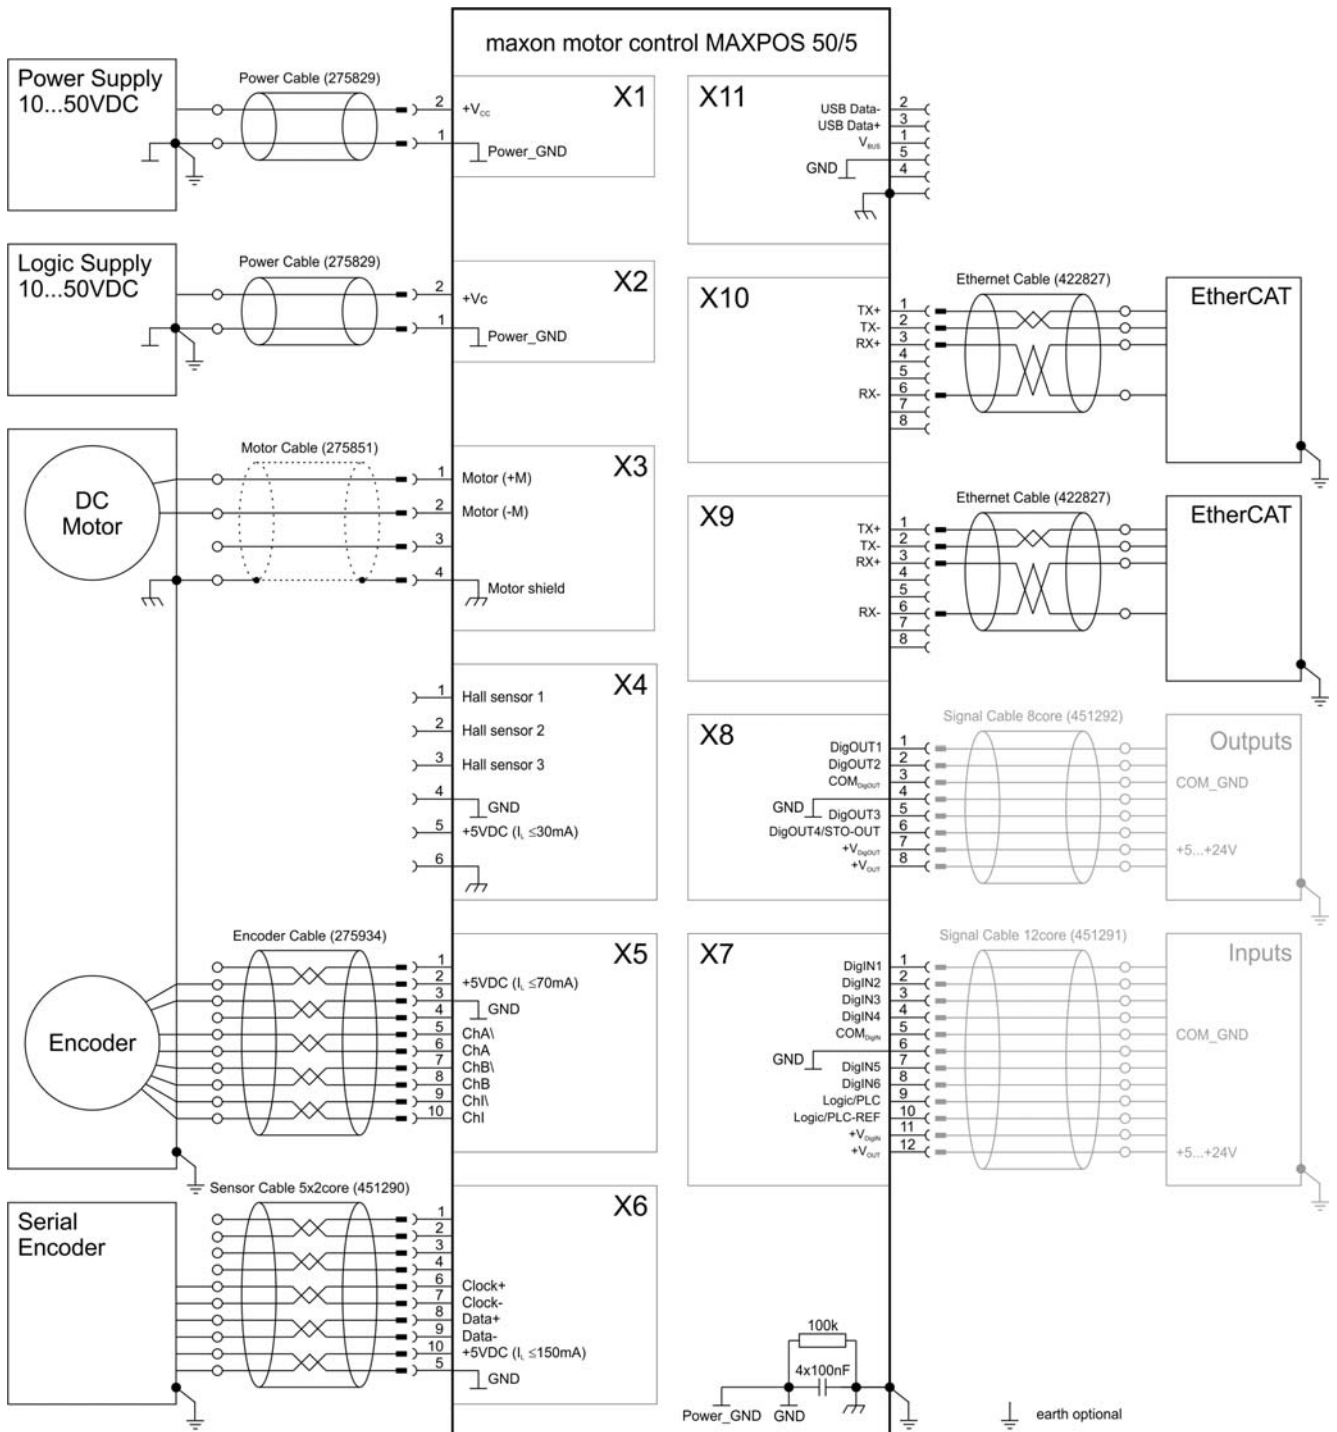 maxon motor control MAXPOS 50/5
Power Supply
10...50VDC
Power Cable (275829)
2
+Vcc
1
Power_GND
X1
Logic Supply
10...50VDC
Power Cable (275829)
2
+Vc
1
Power_GND
X2
DC
Motor
Motor Cable (275851)
1
Motor (+M)
2
Motor (-M)
3
4
Motor shield
X3
X4
1
Hall sensor 1
2
Hall sensor 2
3
Hall sensor 3
4
GND
5
+5VDC (IL ≤30mA)
6
Encoder
Encoder Cable (275934)
X5
1
2
+5VDC (IL ≤70mA)
3
GND
4
5
ChA\
6
ChA
7
ChB\
8
ChB
9
ChI\
10
ChI
Serial
Encoder
Sensor Cable 5x2core (451290)
X6
1
2
3
4
6
Clock+
7
Clock-
8
Data+
9
Data-
10
+5VDC (IL ≤150mA)
5
GND
X11
USB Data-
2
USB Data+
3
VBUS
1
GND
5
4
X10
TX+
1
TX-
2
RX+
3
4
5
RX-
6
7
8
Ethernet Cable (422827)
EtherCAT
X9
TX+
1
TX-
2
RX+
3
4
5
RX-
6
7
8
Ethernet Cable (422827)
EtherCAT
X8
DigOUT1
1
DigOUT2
2
COMDigOUT
3
GND
4
DigOUT3
5
DigOUT4/STO-OUT
6
+VDigOUT
7
+VOUT
8
Signal Cable 8core (451292)
Outputs
COM_GND
+5...+24V
X7
DigIN1
1
DigIN2
2
DigIN3
3
DigIN4
4
COMDigIN
5
GND
6
DigIN5
7
DigIN6
8
Logic/PLC
9
Logic/PLC-REF
10
+VDigIN
11
+VOUT
12
Signal Cable 12core (451291)
Inputs
COM_GND
+5...+24V
100k
4x100nF
Power_GND
GND
earth optional